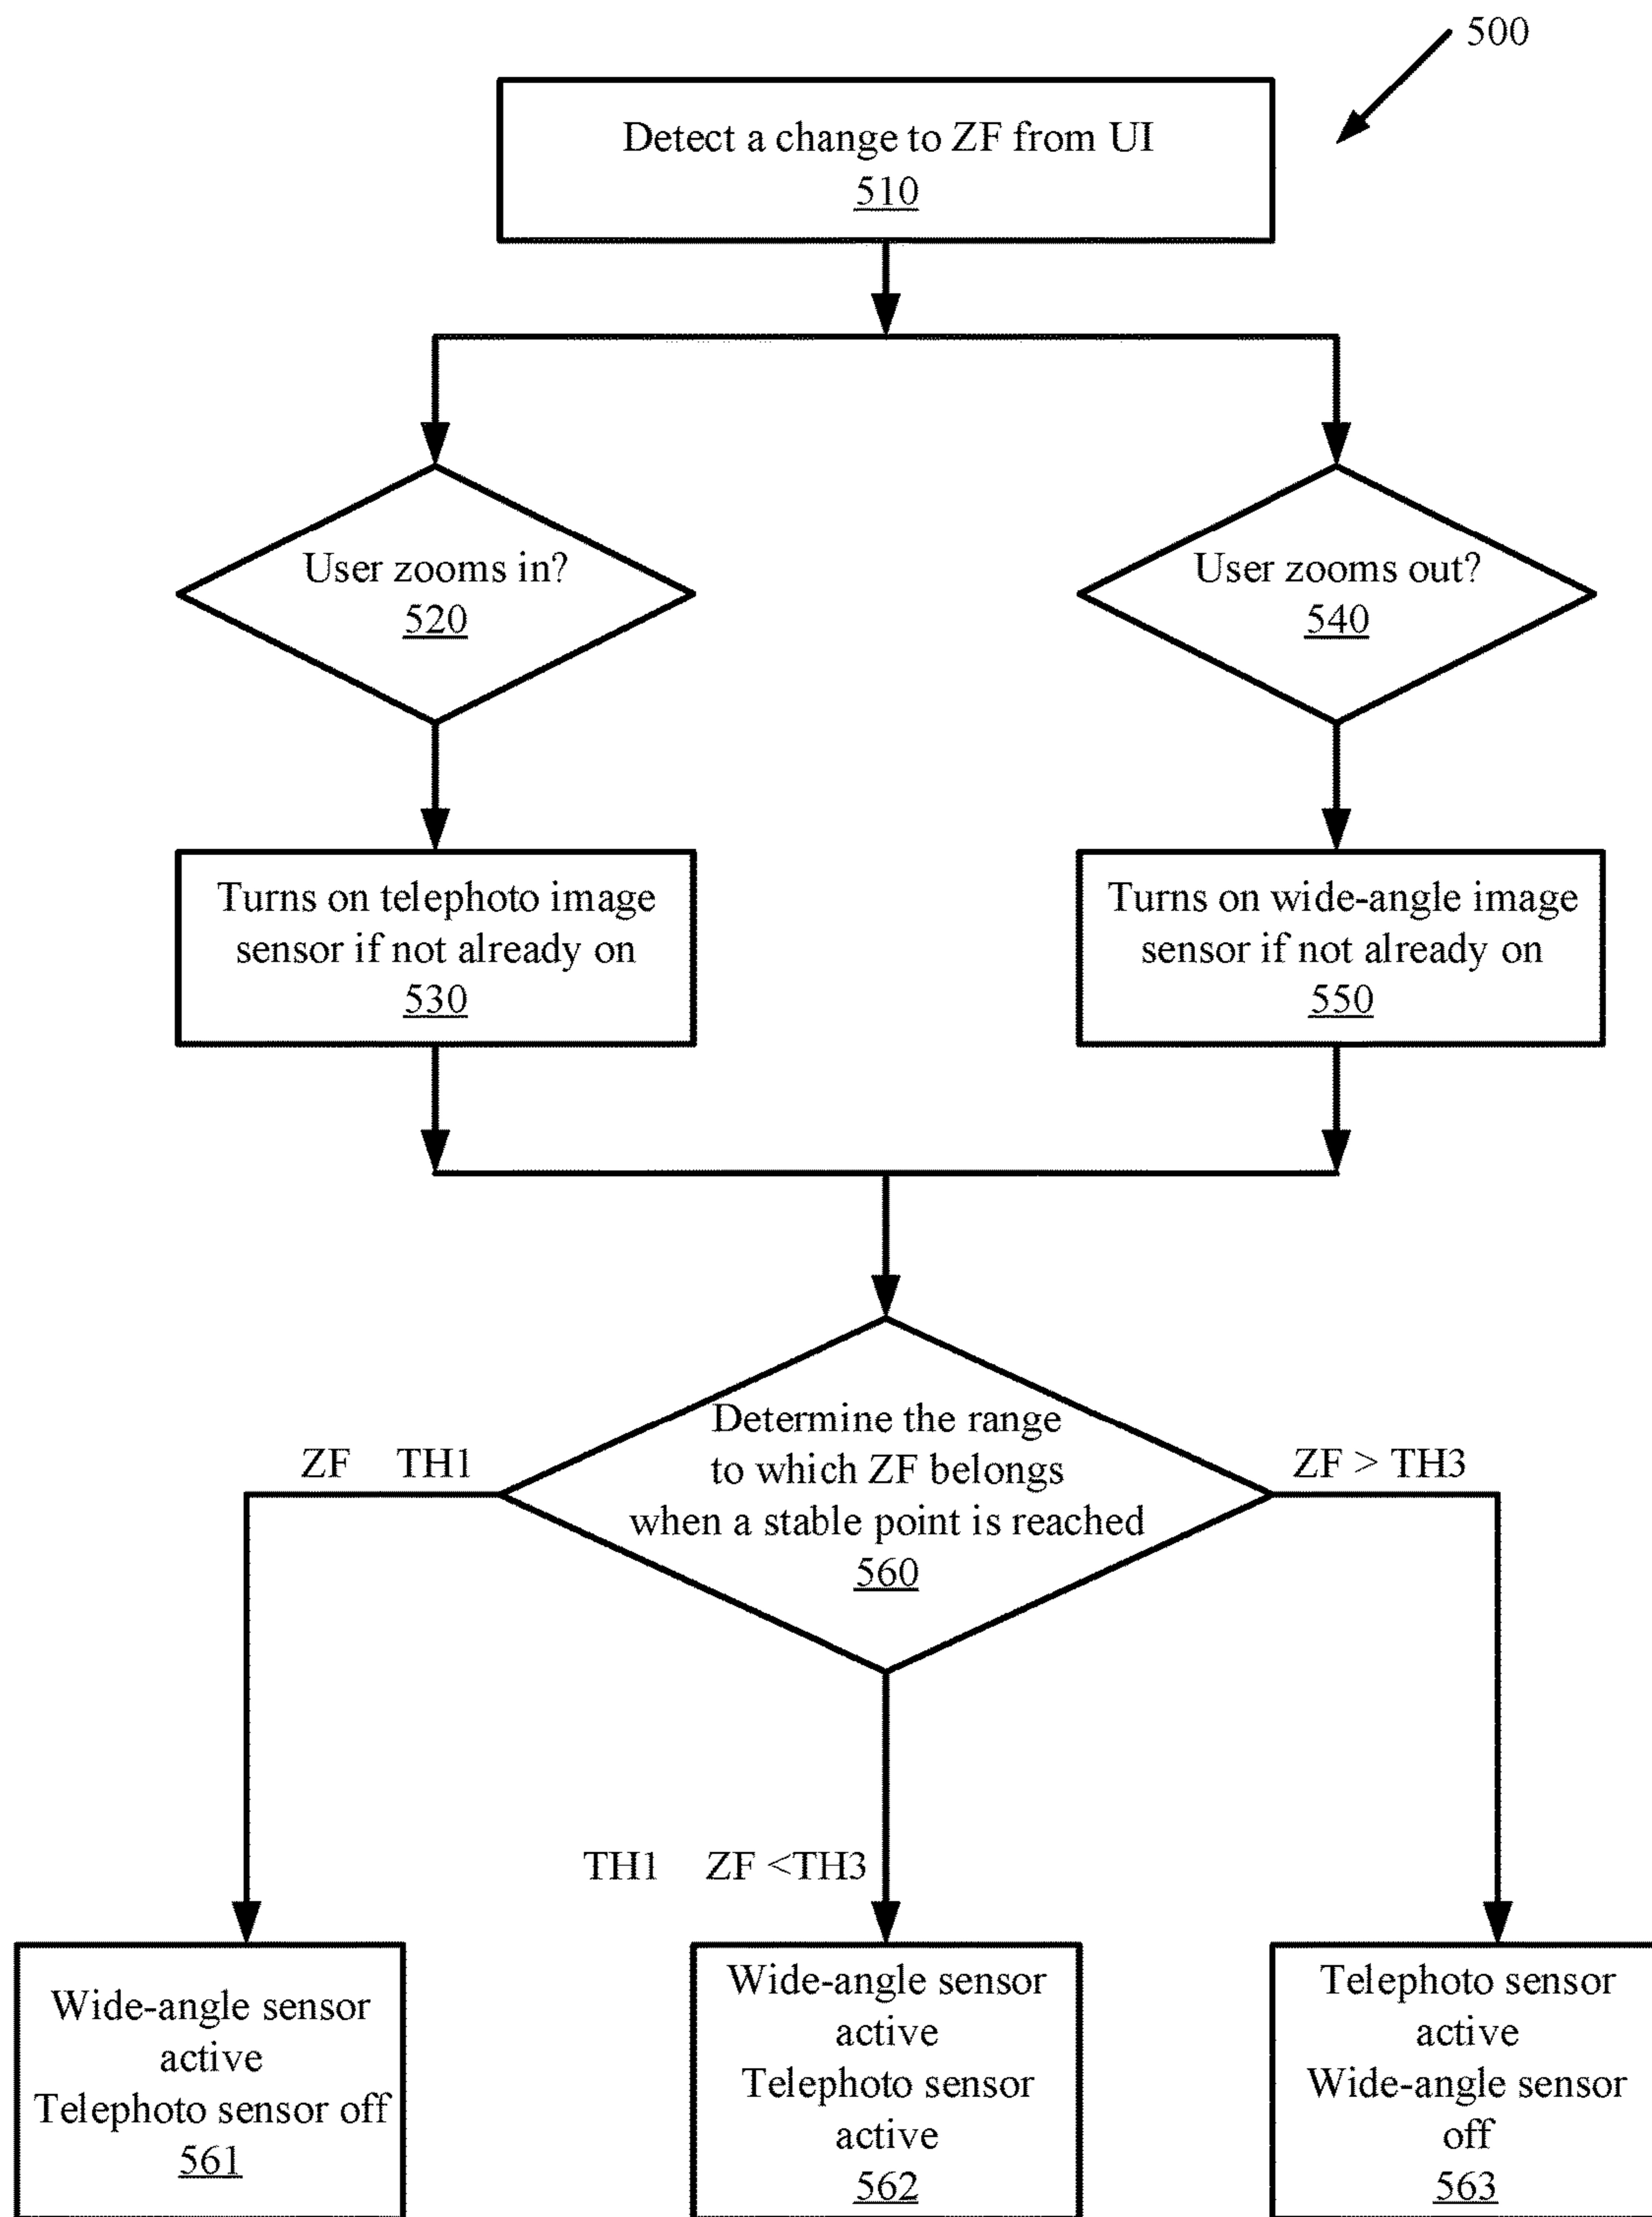 500
Detect a change to ZF from UI
510
User zooms in?
520
User zooms out?
540
Turns on telephoto image
sensor if not already on
530
Turns on wide-angle image
sensor if not already on
550
Determine the range
to which ZF belongs
when a stable point is reached
560
ZF TH1
ZF > TH3
TH1 ZF <TH3
Wide-angle sensor
active
Telephoto sensor off
561
Wide-angle sensor
active
Telephoto sensor
active
562
Telephoto sensor
active
Wide-angle sensor
off
563